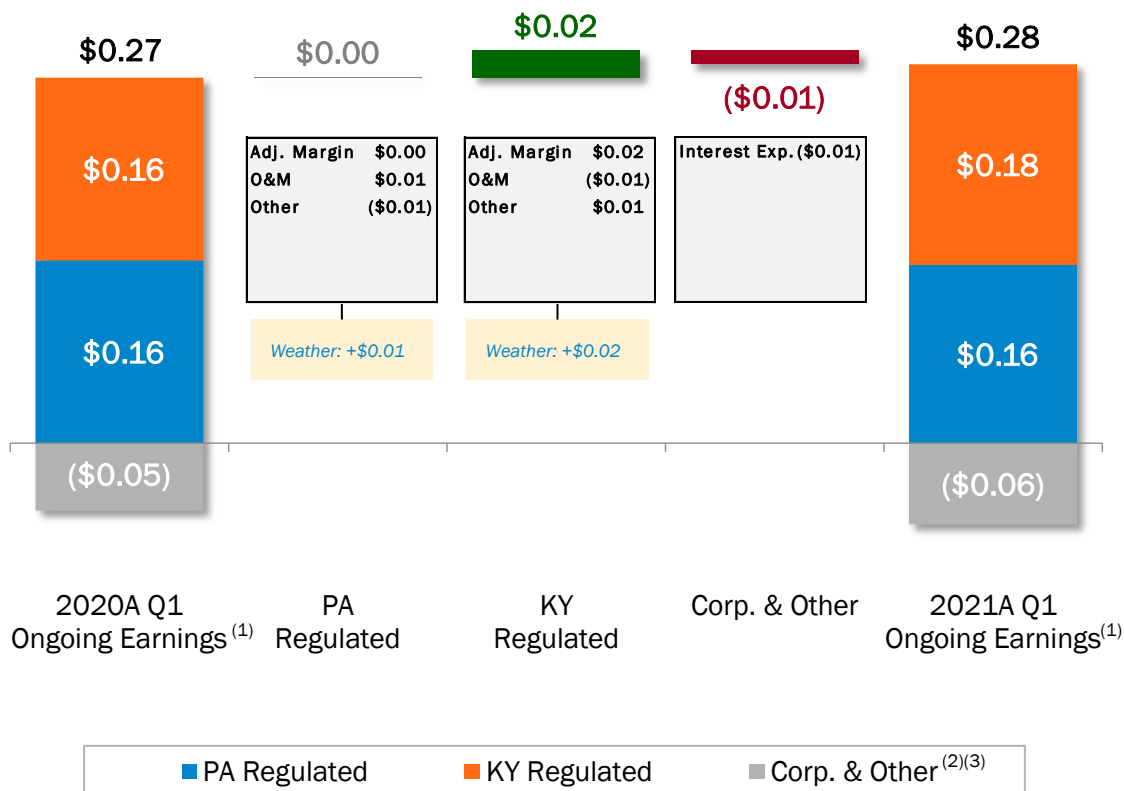 $0.27
$0.00
$0.02
($0.01)
$0.28
$0.16
$0.16
($0.05)
Adj. Margin $0.00
O&M $0.01
Other ($0.01)
Weather: +$0.01
Adj. Margin $0.02
O&M ($0.01)
Other $0.01
Weather: +$0.02
Interest Exp. ($0.01)
$0.18
$0.16
($0.06)
2020A Q1
Ongoing Earnings (1)
PA
Regulated
KY
Regulated
Corp. & Other
2021A Q1
Ongoing Earnings(1)
PA Regulated KY Regulated Corp. & Other (2)(3)